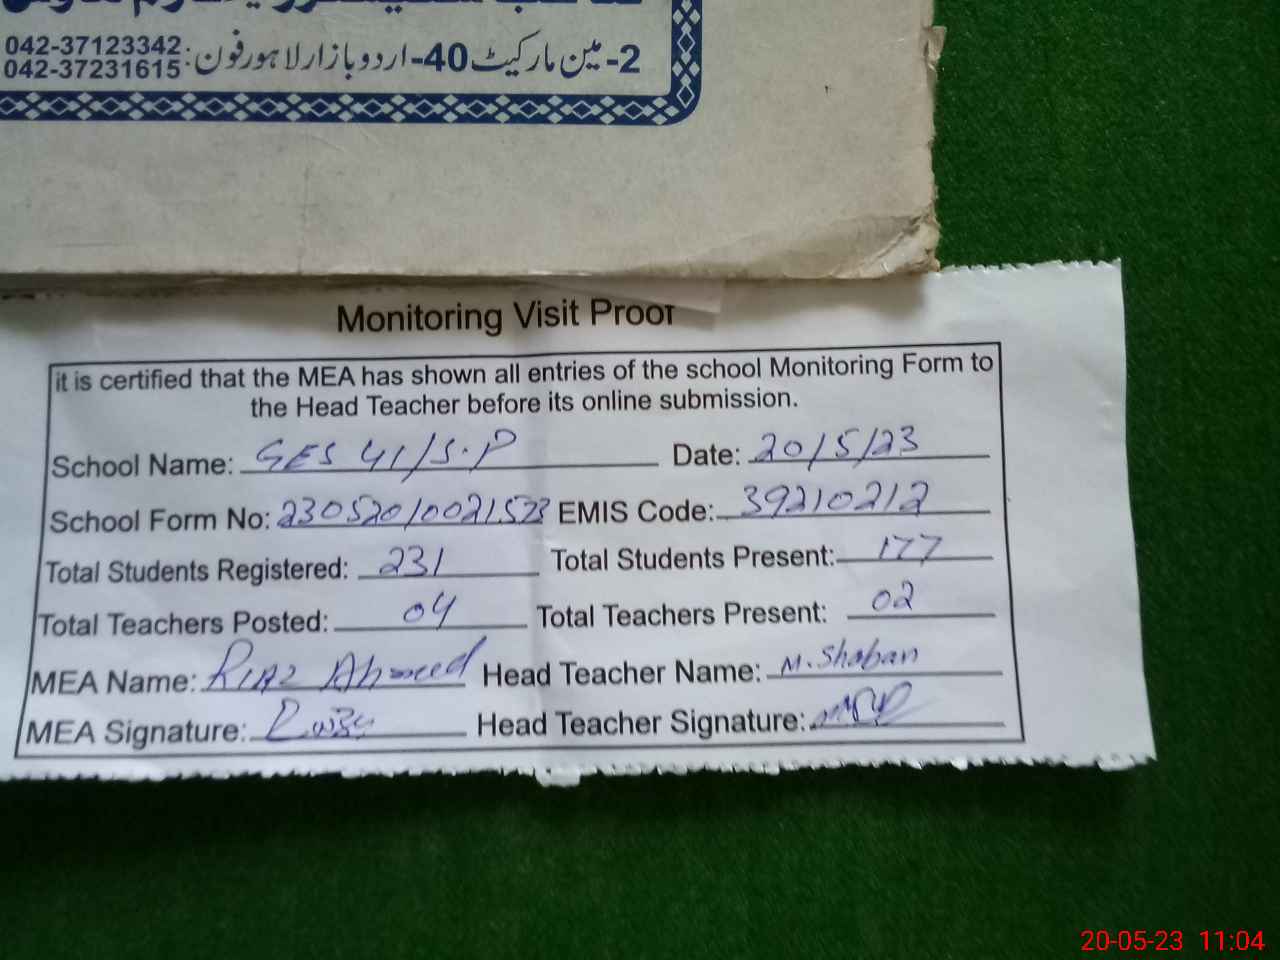 042-37123342
042-37231615
2-مین مارکیٹ 40-اردو بازار لاہور فون:
Monitoring Visit Proof
it is certified that the MEA has shown all entries of the school Monitoring Form to
the Head Teacher before its online submission.
School Name: GES 41/S.P Date: 20/5/23
School Form No: 23052010021523 EMIS Code: 39210212
Total Students Registered: 231 Total Students Present: 177
Total Teachers Posted: 04 Total Teachers Present: 02
MEA Name: Riaz Ahmed Head Teacher Name: M. Shaban
MEA Signature: Head Teacher Signature:
20-05-23 11:04